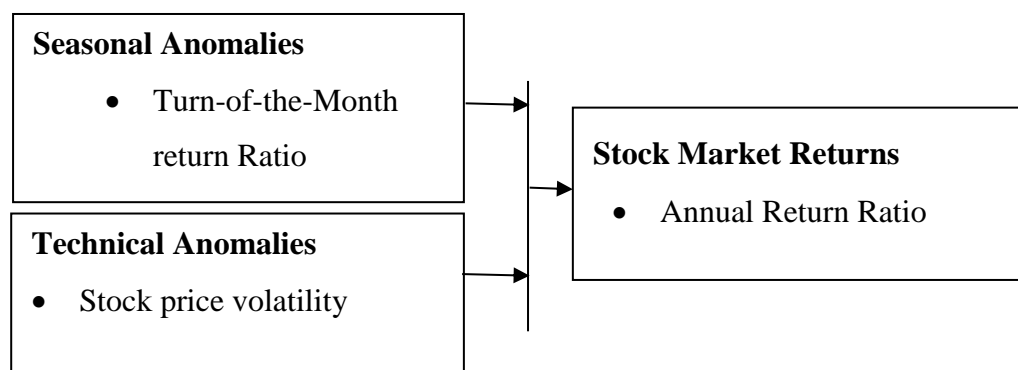 Seasonal Anomalies
• Turn-of-the-Month
return Ratio
Technical Anomalies
• Stock price volatility
Stock Market Returns
• Annual Return Ratio